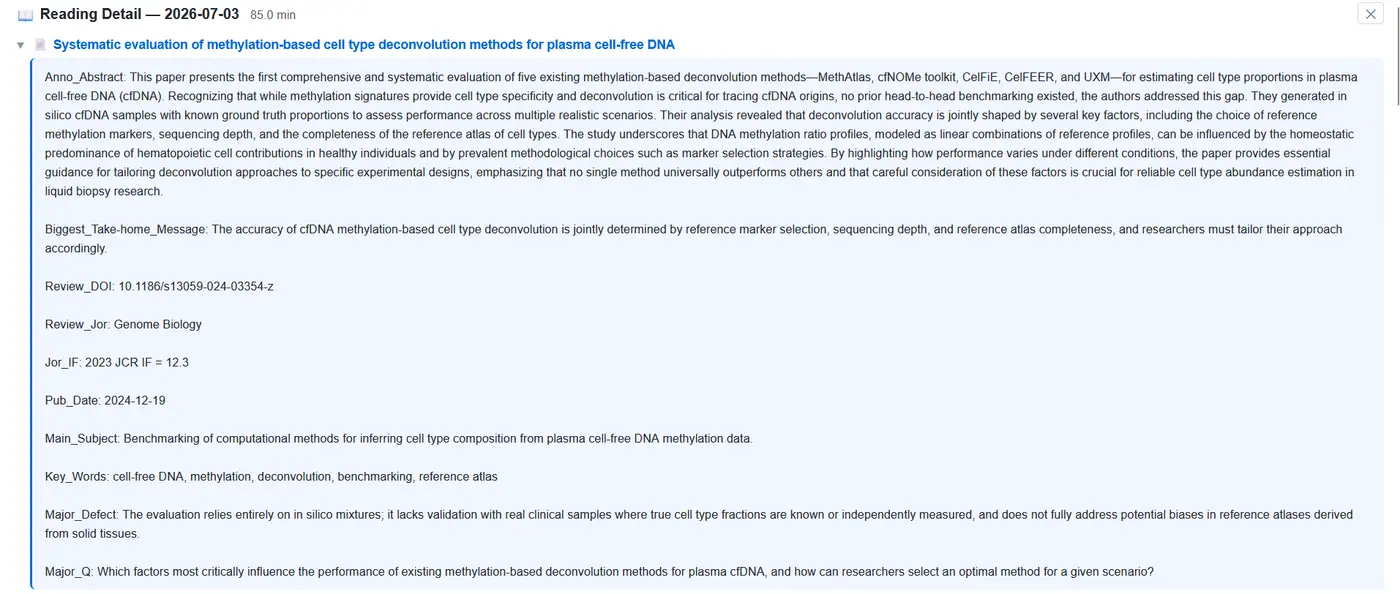 Reading Detail — 2026-07-03 85.0 min
Systematic evaluation of methylation-based cell type deconvolution methods for plasma cell-free DNA
Anno_Abstract: This paper presents the first comprehensive and systematic evaluation of five existing methylation-based deconvolution methods—MethAtlas, cfNOMe toolkit, CelFiE, CelFEER, and UXM—for estimating cell type proportions in plasma
cell-free DNA (cfDNA). Recognizing that while methylation signatures provide cell type specificity and deconvolution is critical for tracing cfDNA origins, no prior head-to-head benchmarking existed, the authors addressed this gap. They generated in
silico cfDNA samples with known ground truth proportions to assess performance across multiple realistic scenarios. Their analysis revealed that deconvolution accuracy is jointly shaped by several key factors, including the choice of reference
methylation markers, sequencing depth, and the completeness of the reference atlas of cell types. The study underscores that DNA methylation ratio profiles, modeled as linear combinations of reference profiles, can be influenced by the homeostatic
predominance of hematopoietic cell contributions in healthy individuals and by prevalent methodological choices such as marker selection strategies. By highlighting how performance varies under different conditions, the paper provides essential
guidance for tailoring deconvolution approaches to specific experimental designs, emphasizing that no single method universally outperforms others and that careful consideration of these factors is crucial for reliable cell type abundance estimation in
liquid biopsy research.
Biggest_Take-home_Message: The accuracy of cfDNA methylation-based cell type deconvolution is jointly determined by reference marker selection, sequencing depth, and reference atlas completeness, and researchers must tailor their approach
accordingly.
Review_DOI: 10.1186/s13059-024-03354-z
Review_Jor: Genome Biology
Jor_IF: 2023 JCR IF = 12.3
Pub_Date: 2024-12-19
Main_Subject: Benchmarking of computational methods for inferring cell type composition from plasma cell-free DNA methylation data.
Key_Words: cell-free DNA, methylation, deconvolution, benchmarking, reference atlas
Major_Defect: The evaluation relies entirely on in silico mixtures; it lacks validation with real clinical samples where true cell type fractions are known or independently measured, and does not fully address potential biases in reference atlases derived
from solid tissues.
Major_Q: Which factors most critically influence the performance of existing methylation-based deconvolution methods for plasma cfDNA, and how can researchers select an optimal method for a given scenario?